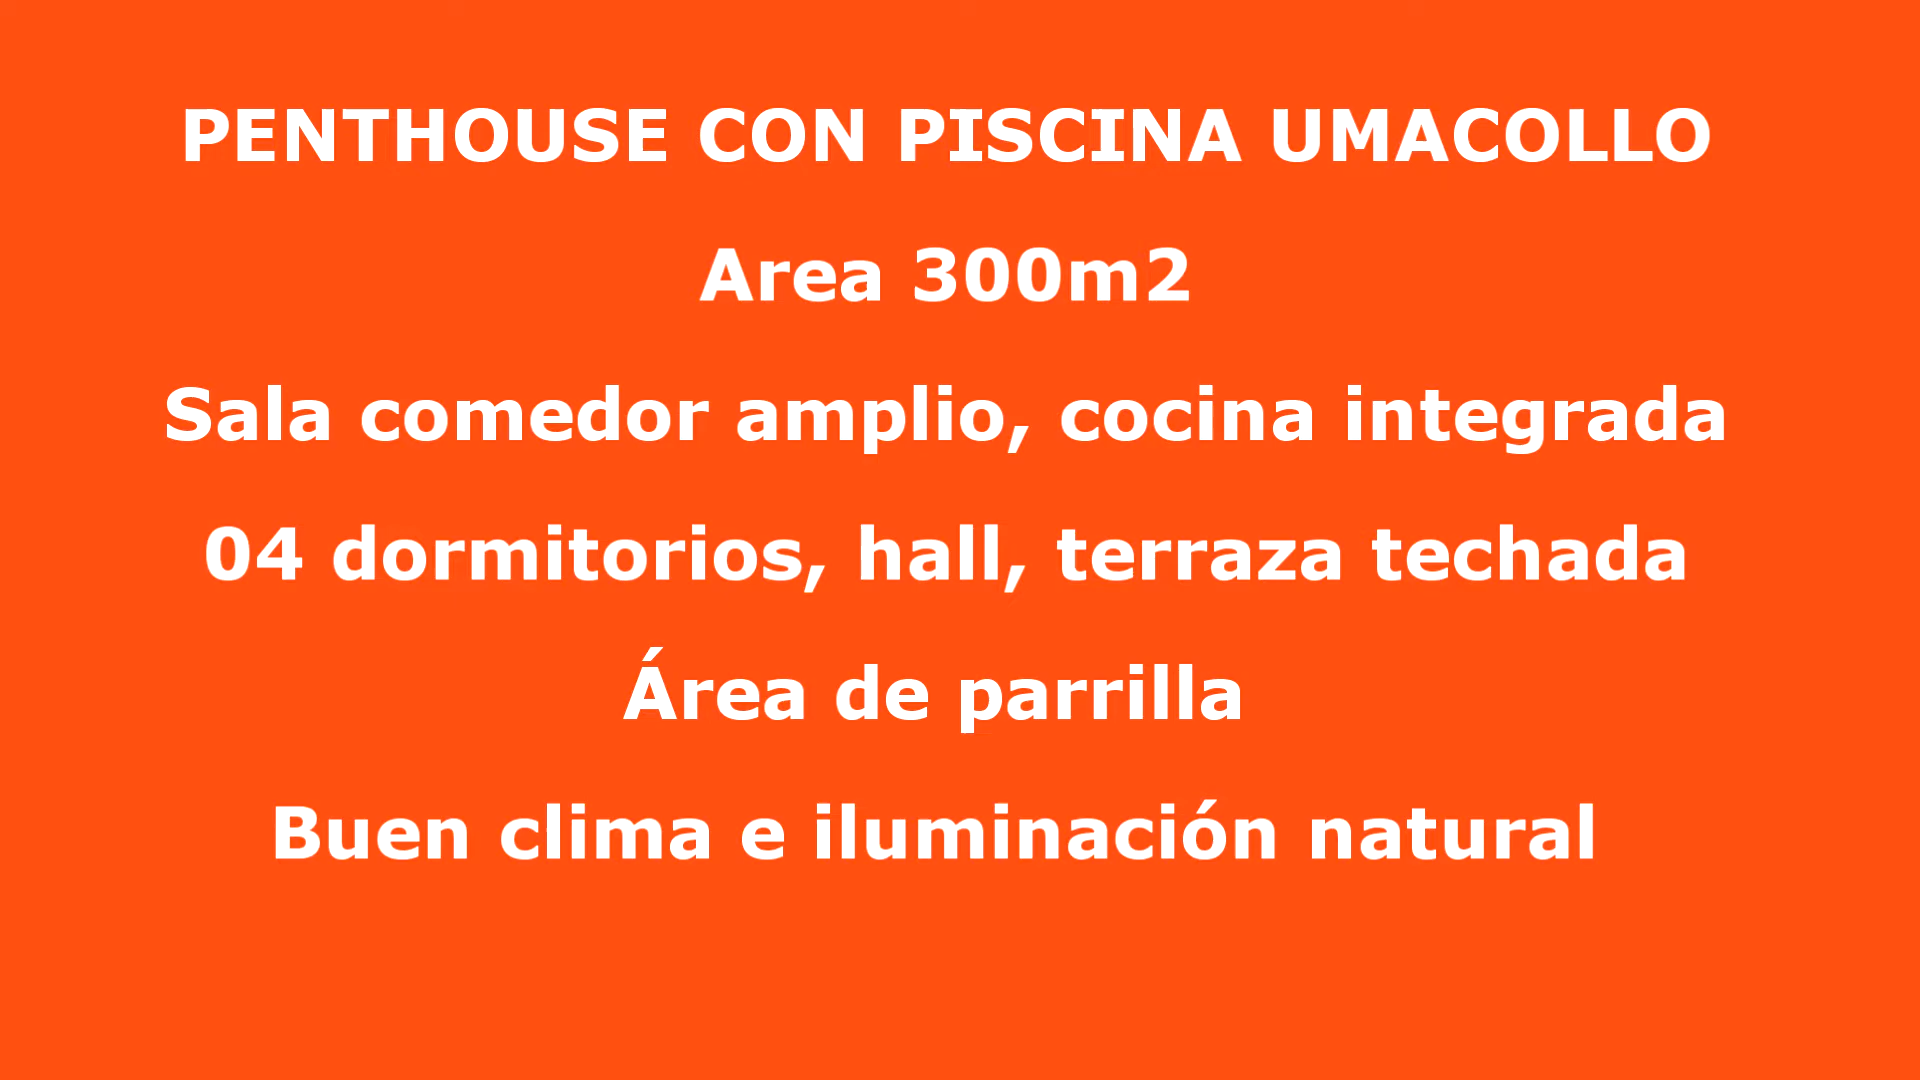 PENTHOUSE CON PISCINA UMACOLLO
Area 300m2
Sala comedor amplio, cocina integrada
04 dormitorios, hall, terraza techada
Área de parrilla
Buen clima e iluminación natural